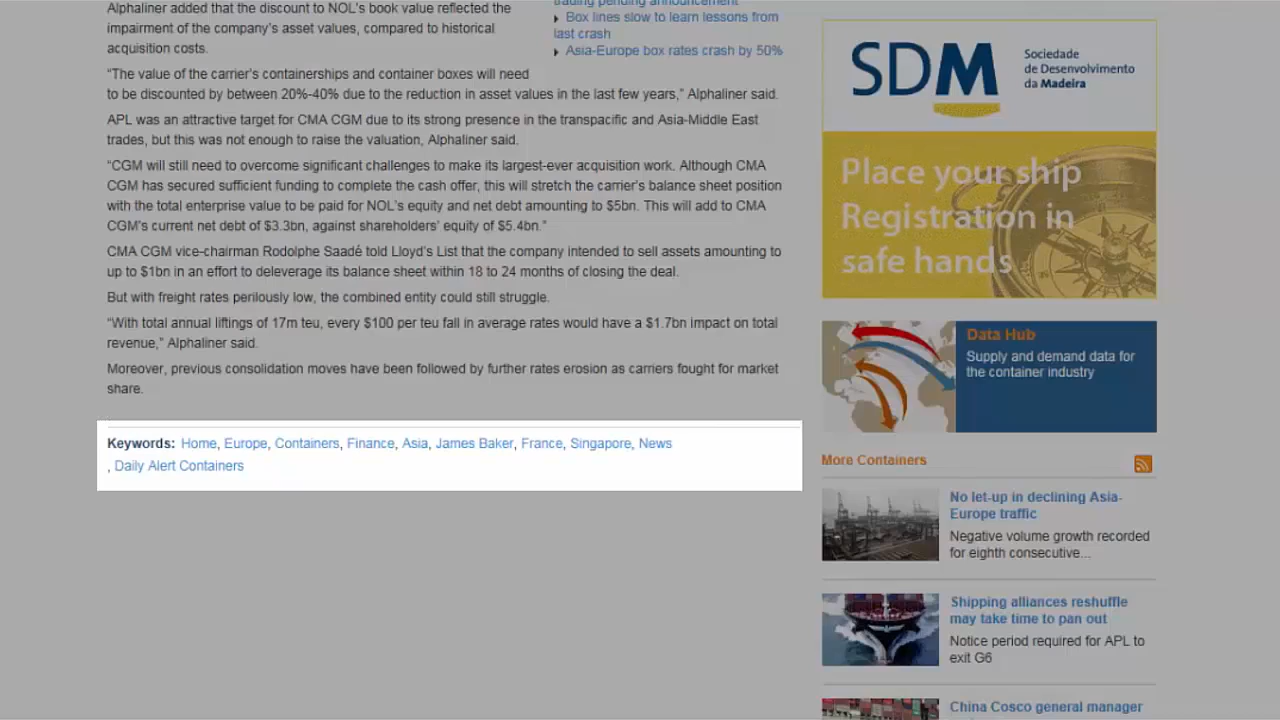 Alphaliner added that the discount to NOL's book value reflected the
impairment of the company's asset values, compared to historical
acquisition costs.
trading pending announcement
Box lines slow to learn lessons from
last crash
Asia-Europe box rates crash by 50%
“The value of the carrier's containerships and container boxes will need
to be discounted by between 20%-40% due to the reduction in asset values in the last few years,” Alphaliner said.
APL was an attractive target for CMA CGM due to its strong presence in the transpacific and Asia-Middle East
trades, but this was not enough to raise the valuation, Alphaliner said.
“CGM will still need to overcome significant challenges to make its largest-ever acquisition work. Although CMA
CGM has secured sufficient funding to complete the cash offer, this will stretch the carrier's balance sheet position
with the total enterprise value to be paid for NOL's equity and net debt amounting to $5bn. This will add to CMA
CGM's current net debt of $3.3bn, against shareholders' equity of $5.4bn.”
CMA CGM vice-chairman Rodolphe Saadé told Lloyd's List that the company intended to sell assets amounting to
up to $1bn in an effort to deleverage its balance sheet within 18 to 24 months of closing the deal.
But with freight rates perilously low, the combined entity could still struggle.
“With total annual liftings of 17m teu, every $100 per teu fall in average rates would have a $1.7bn impact on total
revenue,” Alphaliner said.
Moreover, previous consolidation moves have been followed by further rates erosion as carriers fought for market
share.
Keywords: Home, Europe, Containers, Finance, Asia, James Baker, France, Singapore, News
, Daily Alert Containers
SDM
Sociedade
de Desenvolvimento
da Madeira
Place your ship
Registration in
safe hands
Data Hub
Supply and demand data for
the container industry
More Containers
No let-up in declining Asia-
Europe traffic
Negative volume growth recorded
for eighth consecutive...
Shipping alliances reshuffle
may take time to pan out
Notice period required for APL to
exit G6
China Cosco general manager